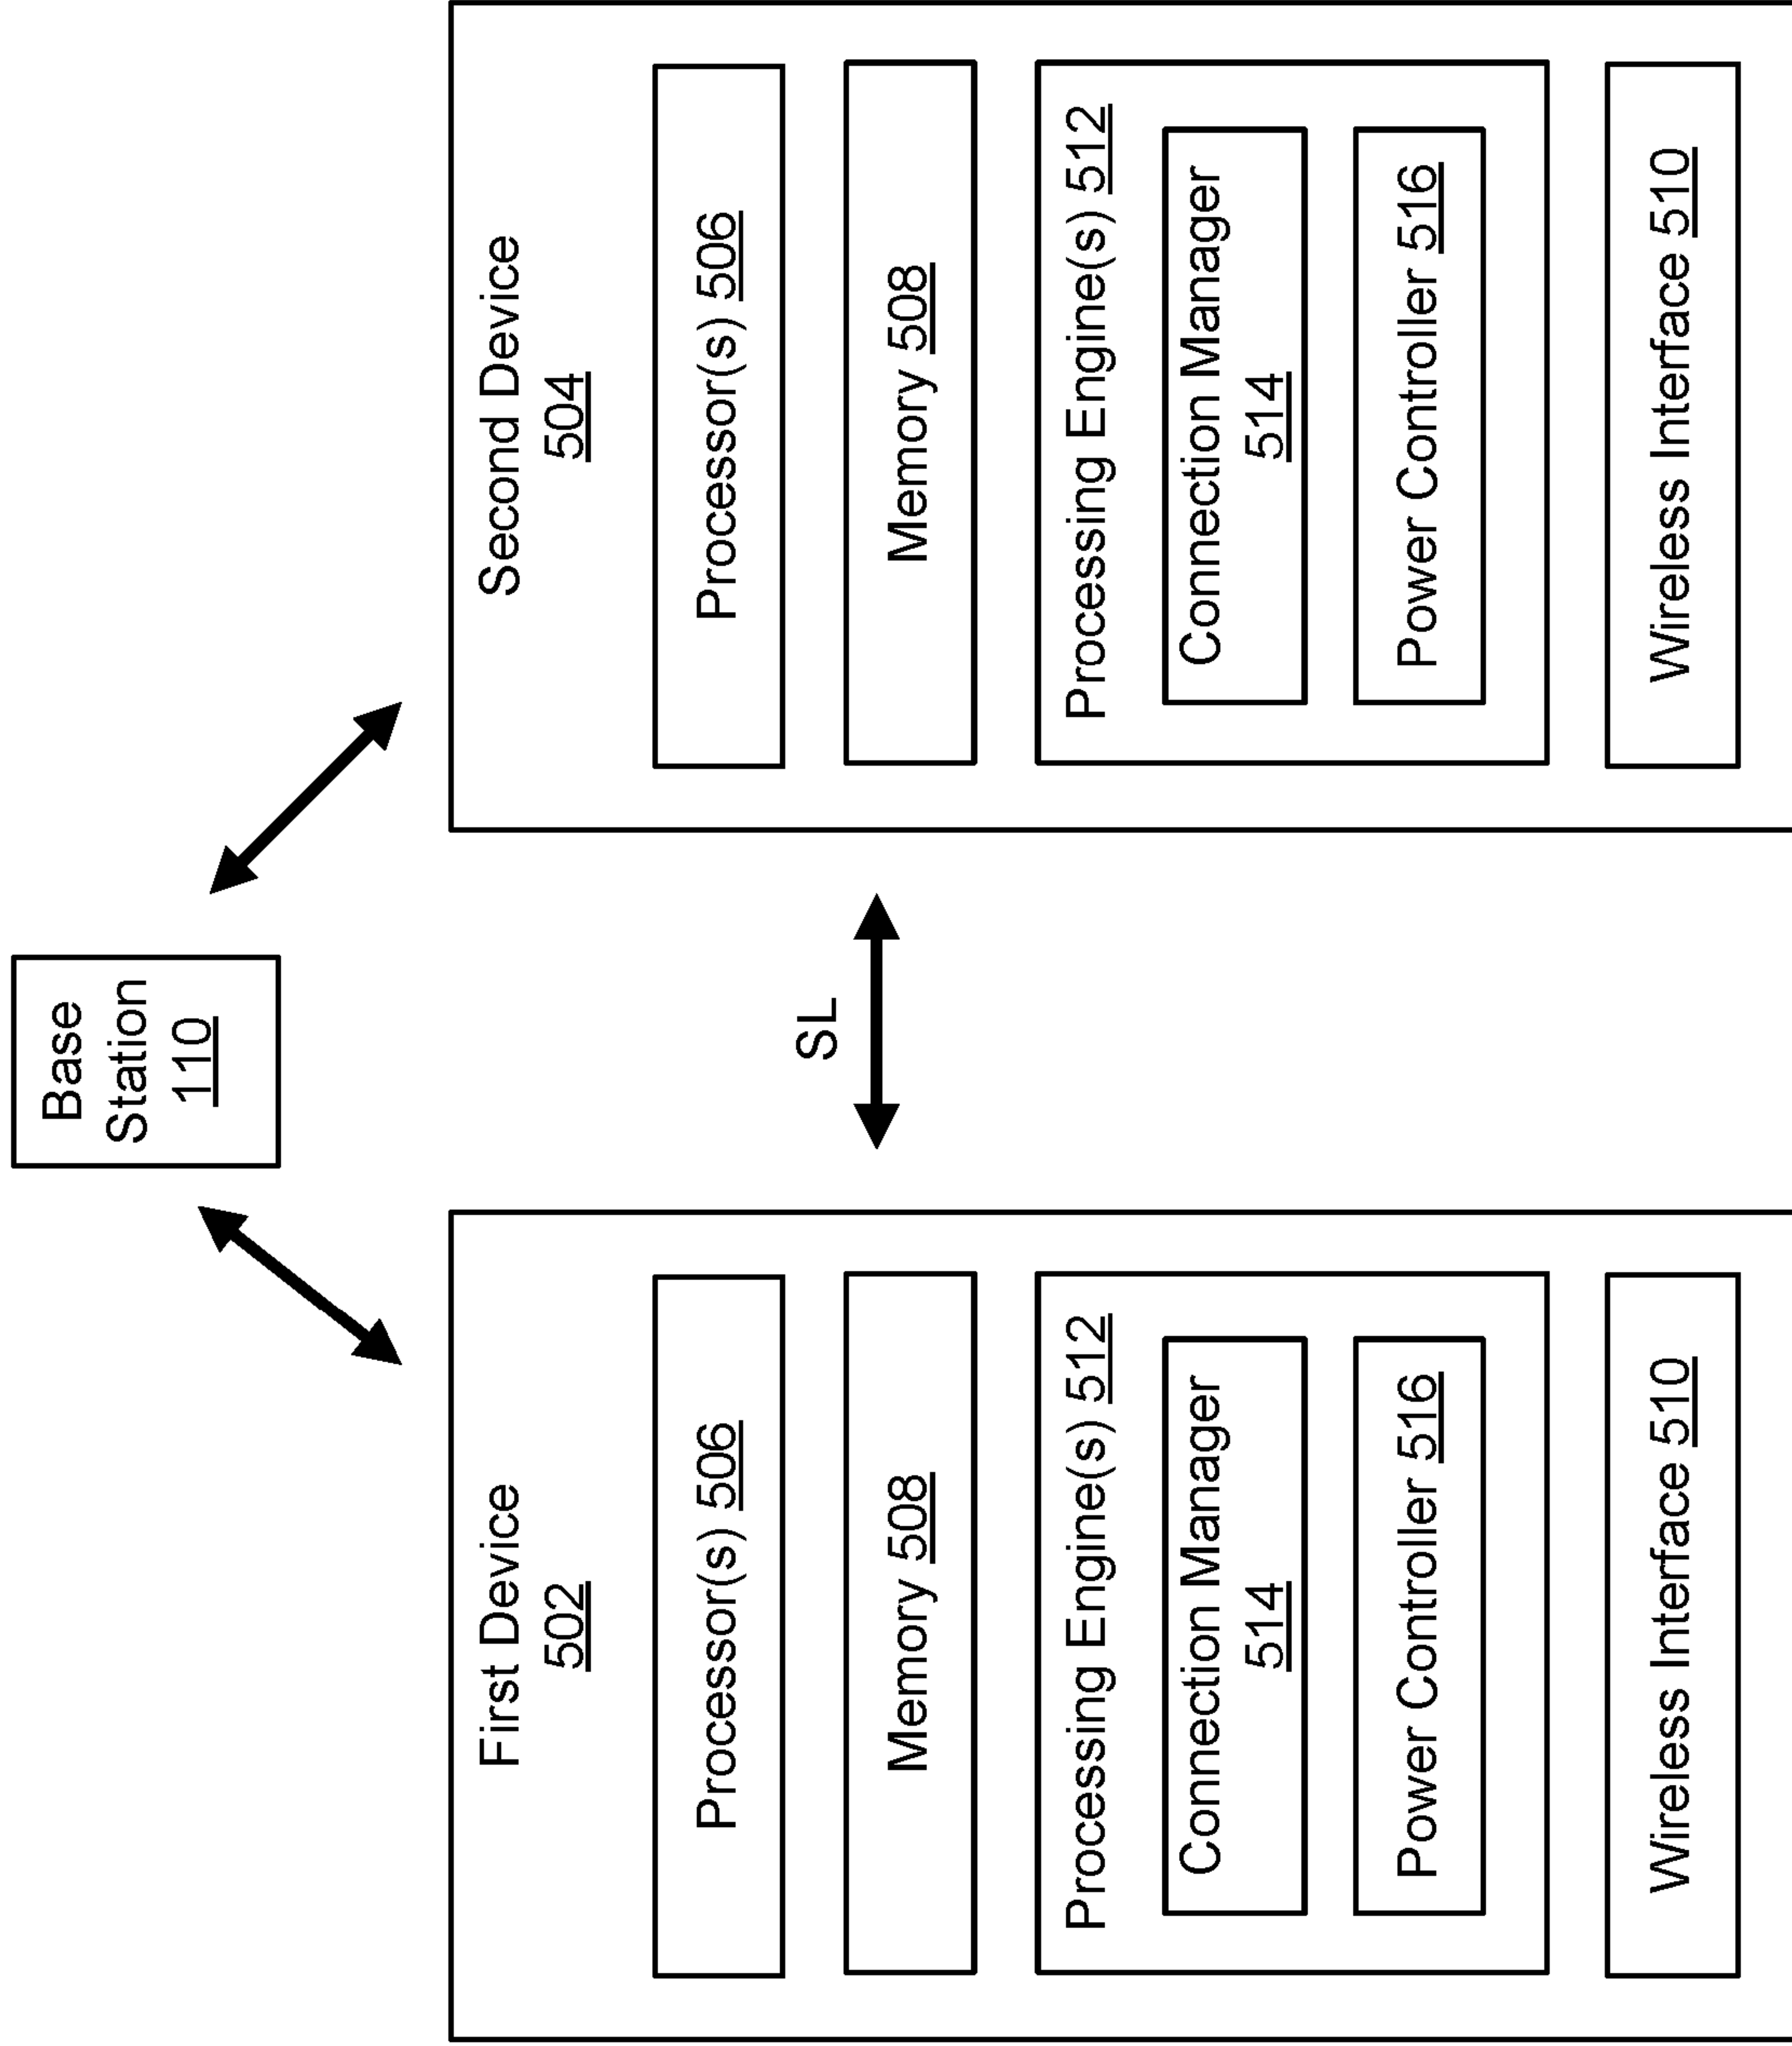 Base
Station
110
SL
First Device
502
Processor(s) 506
Memory 508
Processing Engine(s) 512
Connection Manager
514
Power Controller 516
Wireless Interface 510
Second Device
504
Processor(s) 506
Memory 508
Processing Engine(s) 512
Connection Manager
514
Power Controller 516
Wireless Interface 510